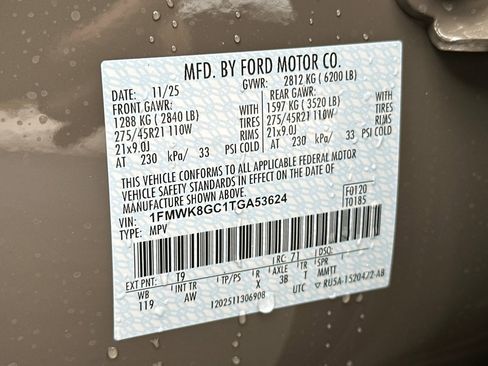 MFD. BY FORD MOTOR CO.
DATE: 11/25 GVWR: 2812 KG ( 6200 LB)
FRONT GAWR: REAR GAWR:
1288 KG ( 2840 LB) WITH 1597 KG ( 3520 LB) WITH
275/45R21 110W TIRES 275/45R21 110W TIRES
21x9.0J RIMS 21x9.0J RIMS
AT 230 kPa/ 33 PSI COLD AT 230 kPa/ 33 PSI COLD
THIS VEHICLE CONFORMS TO ALL APPLICABLE FEDERAL MOTOR
VEHICLE SAFETY STANDARDS IN EFFECT ON THE DATE OF
MANUFACTURE SHOWN ABOVE.
VIN: 1FMWK8GC1TGA53624 F0120
TYPE: MPV T0185
EXT PNT: T9 RC: 71 DSO:
WB INT TR TP/PS R AXLE TR SPR
119 AW X 3B T MMTT
1202511306908 UTC RU5A-1520472-AB